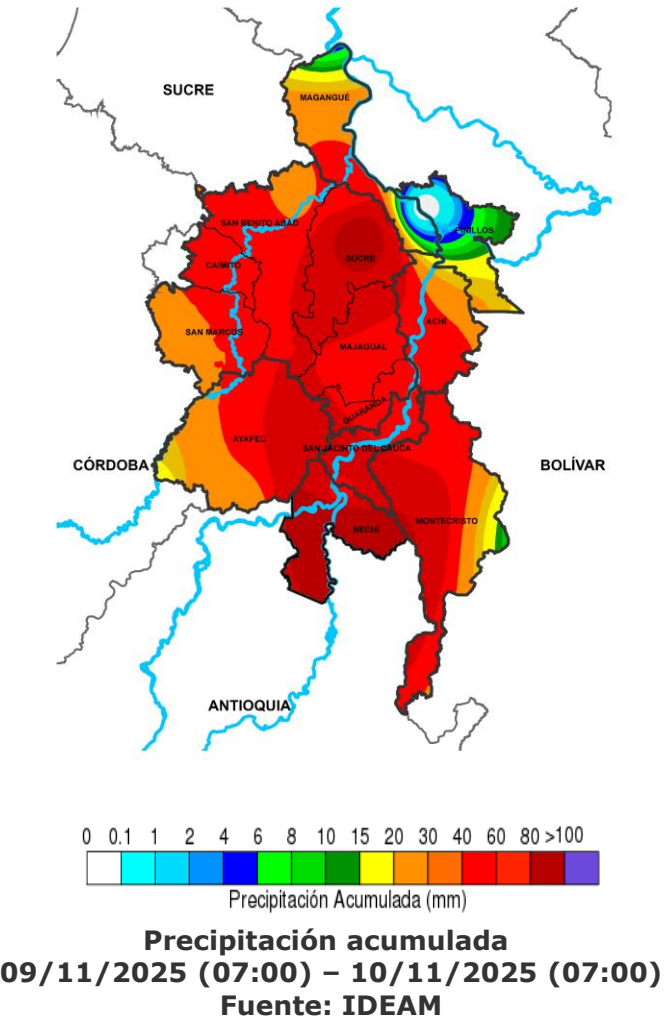 SUCRE
MAGANGUÉ
SAN BENITO ABAD
PINILLOS
CAIMITO
SUCRE
SAN MARCOS
ACHÍ
MAJAGUAL
GUARANDA
AYAPEL
SAN JACINTO DEL CAUCA
CÓRDOBA
BOLÍVAR
MONTECRISTO
NECHÍ
ANTIOQUIA
0 0.1 1 2 4 6 8 10 15 20 30 40 60 80 >100
Precipitación Acumulada (mm)
Precipitación acumulada
09/11/2025 (07:00) – 10/11/2025 (07:00)
Fuente: IDEAM